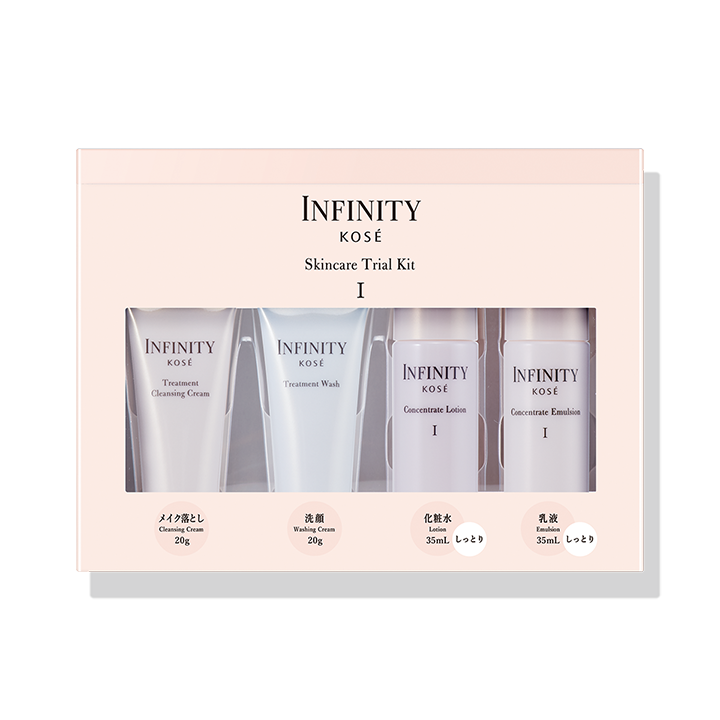 INFINITY
KOSÉ
Skincare Trial Kit
I
INFINITY
KOSÉ
Treatment
Cleansing Cream
INFINITY
KOSÉ
Treatment Wash
INFINITY
KOSÉ
Concentrate Lotion
I
INFINITY
KOSÉ
Concentrate Emulsion
I
メイク落とし
Cleansing Cream
20g
洗顔
Washing Cream
20g
化粧水
Lotion
35mL
しっとり
乳液
Emulsion
35mL
しっとり